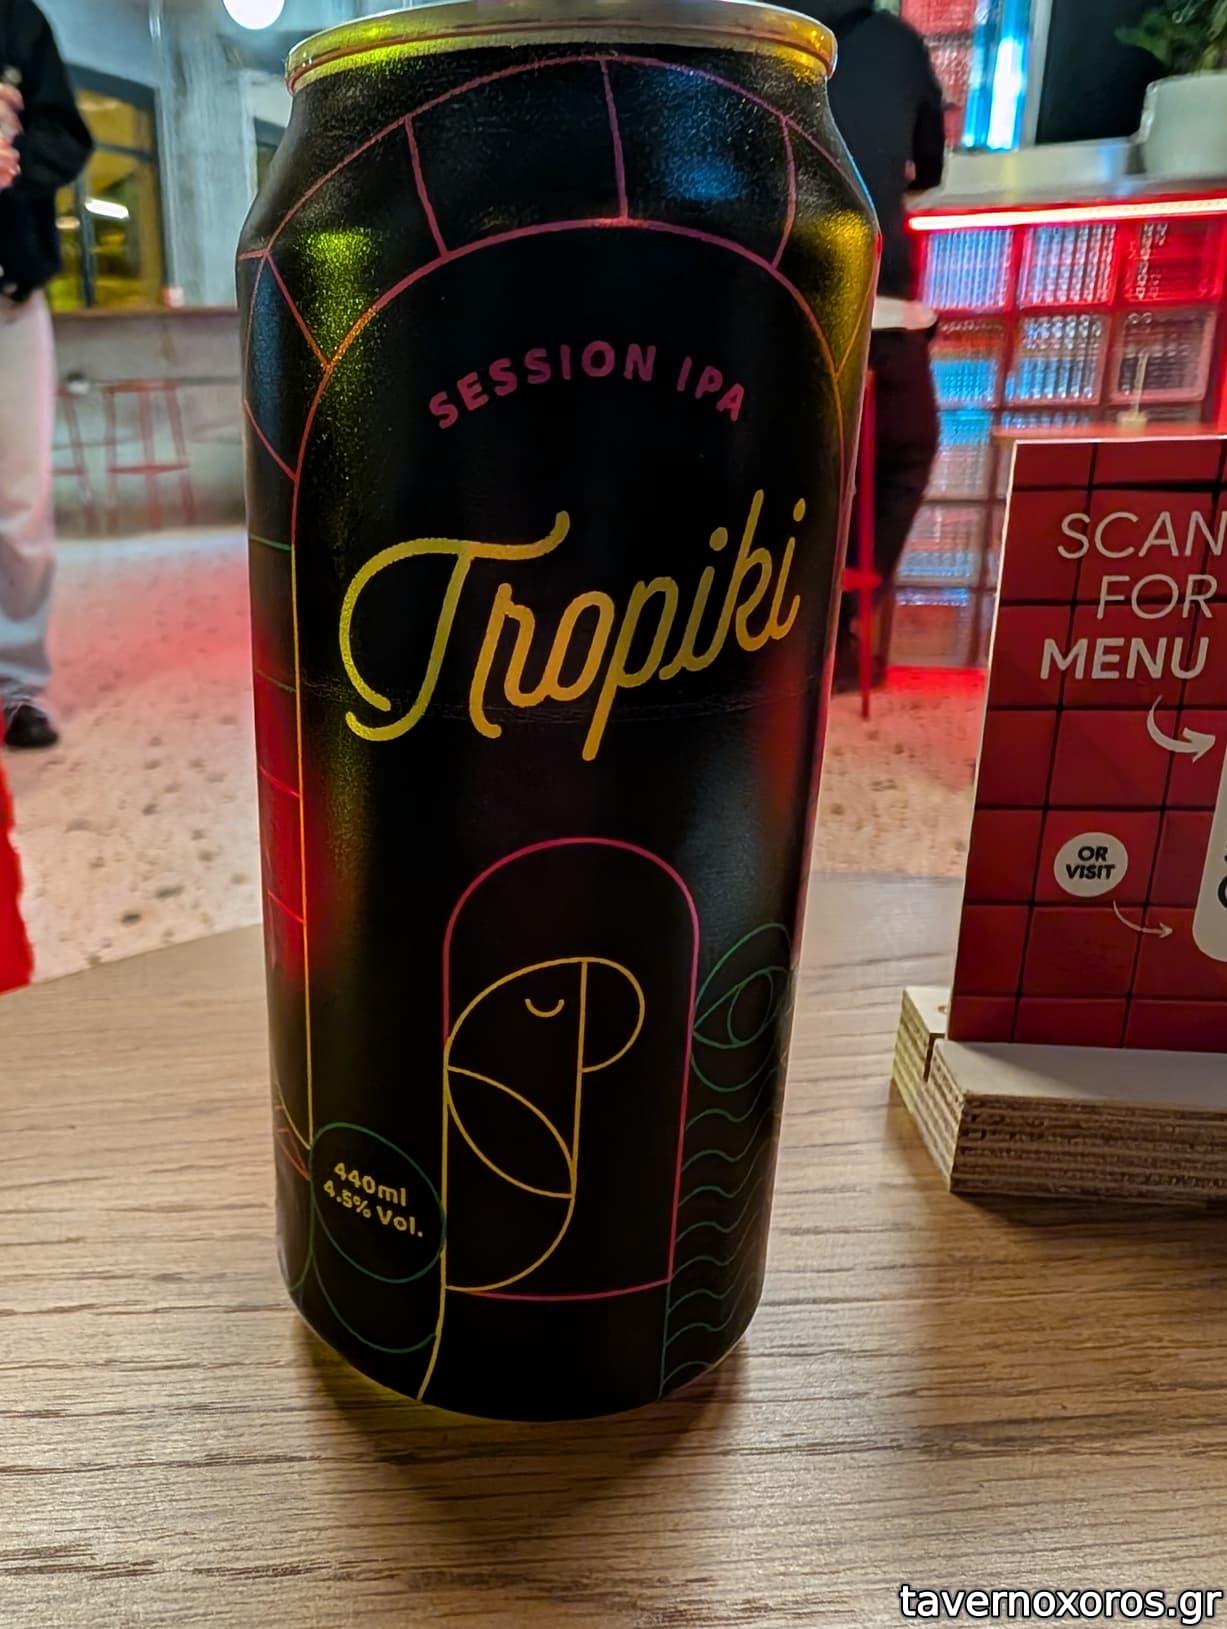 SESSION IPA
Tropiki
440ml
4.5% Vol.
SCAN
FOR
MENU
OR
VISIT
tavernoxoros.gr